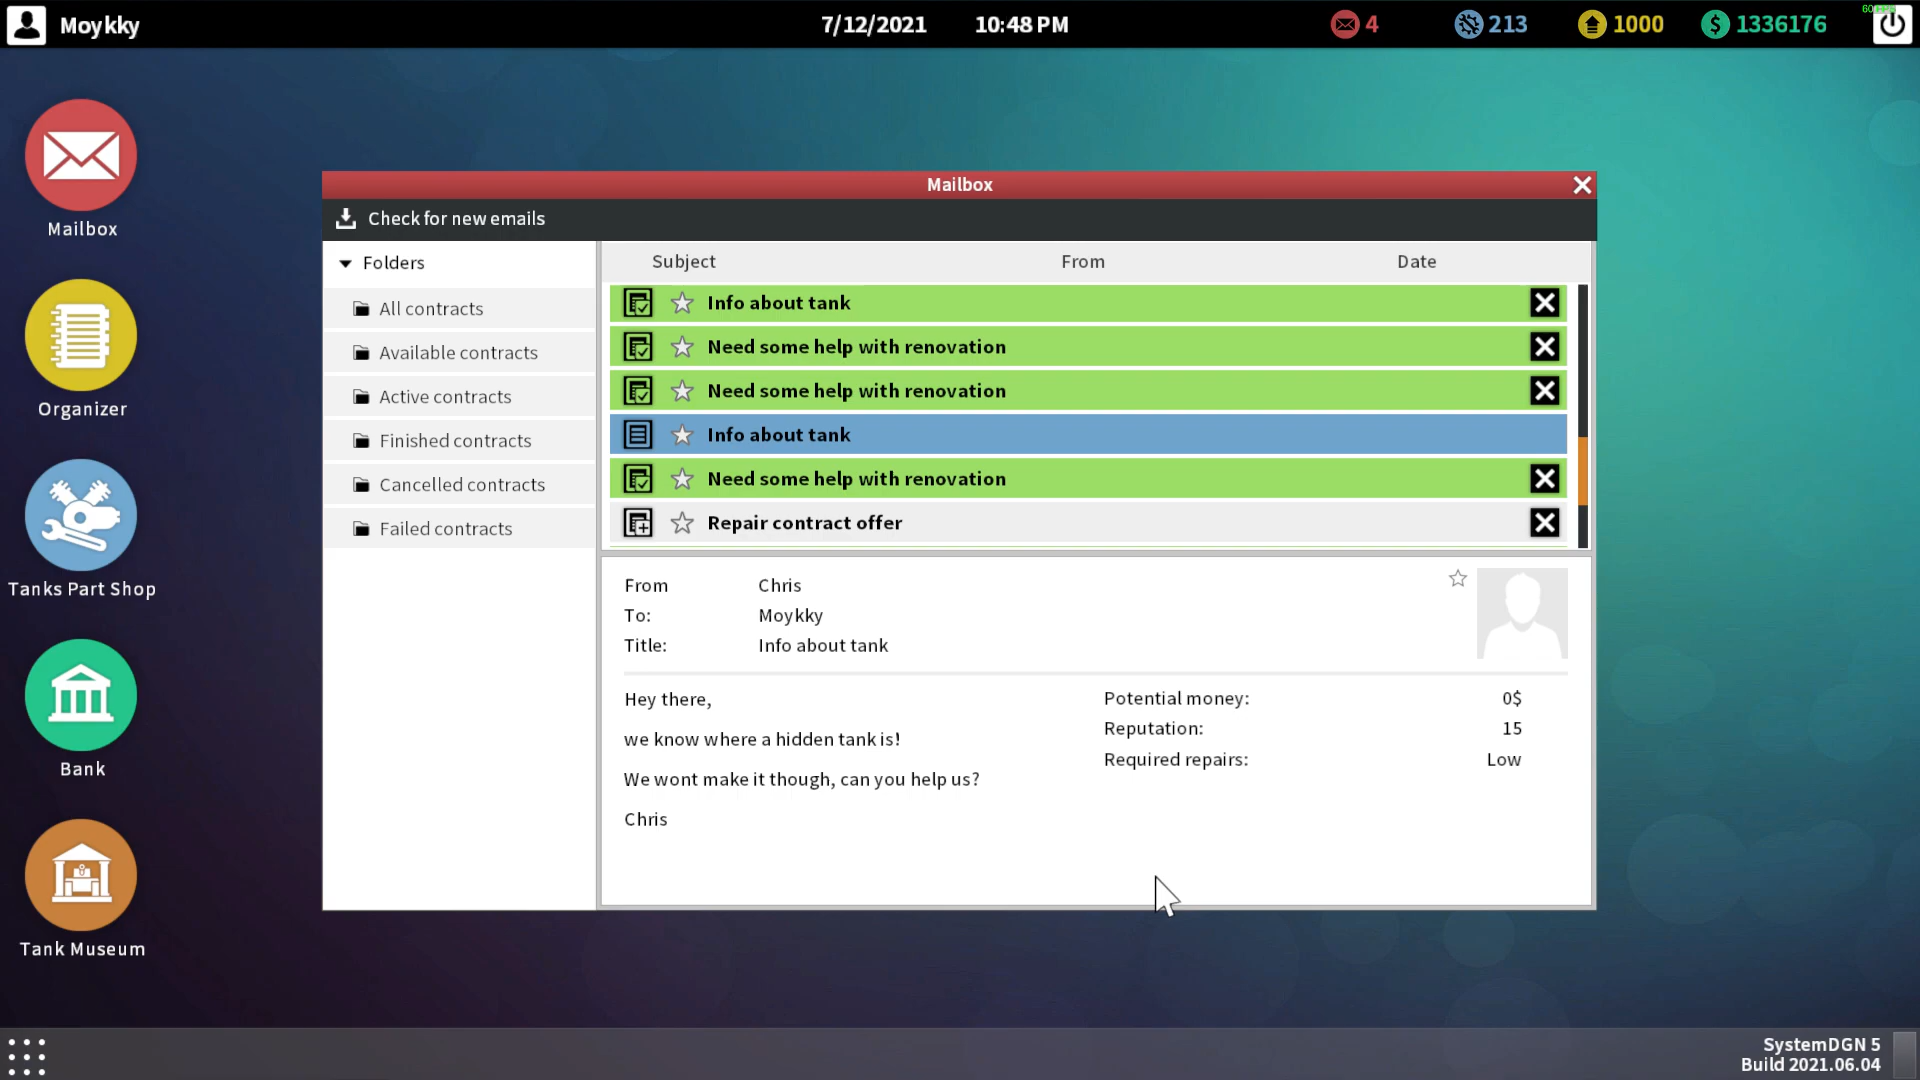 Moykky
7/12/2021 10:48 PM
4
213
1000
1336176
Mailbox
Organizer
Tanks Part Shop
Bank
Tank Museum
Mailbox
Check for new emails
Folders
All contracts
Available contracts
Active contracts
Finished contracts
Cancelled contracts
Failed contracts
Subject From Date
Info about tank
Need some help with renovation
Need some help with renovation
Info about tank
Need some help with renovation
Repair contract offer
From Chris
To: Moykky
Title: Info about tank
Hey there,
we know where a hidden tank is!
We wont make it though, can you help us?
Chris
Potential money: 0$
Reputation: 15
Required repairs: Low
SystemDGN 5
Build 2021.06.04